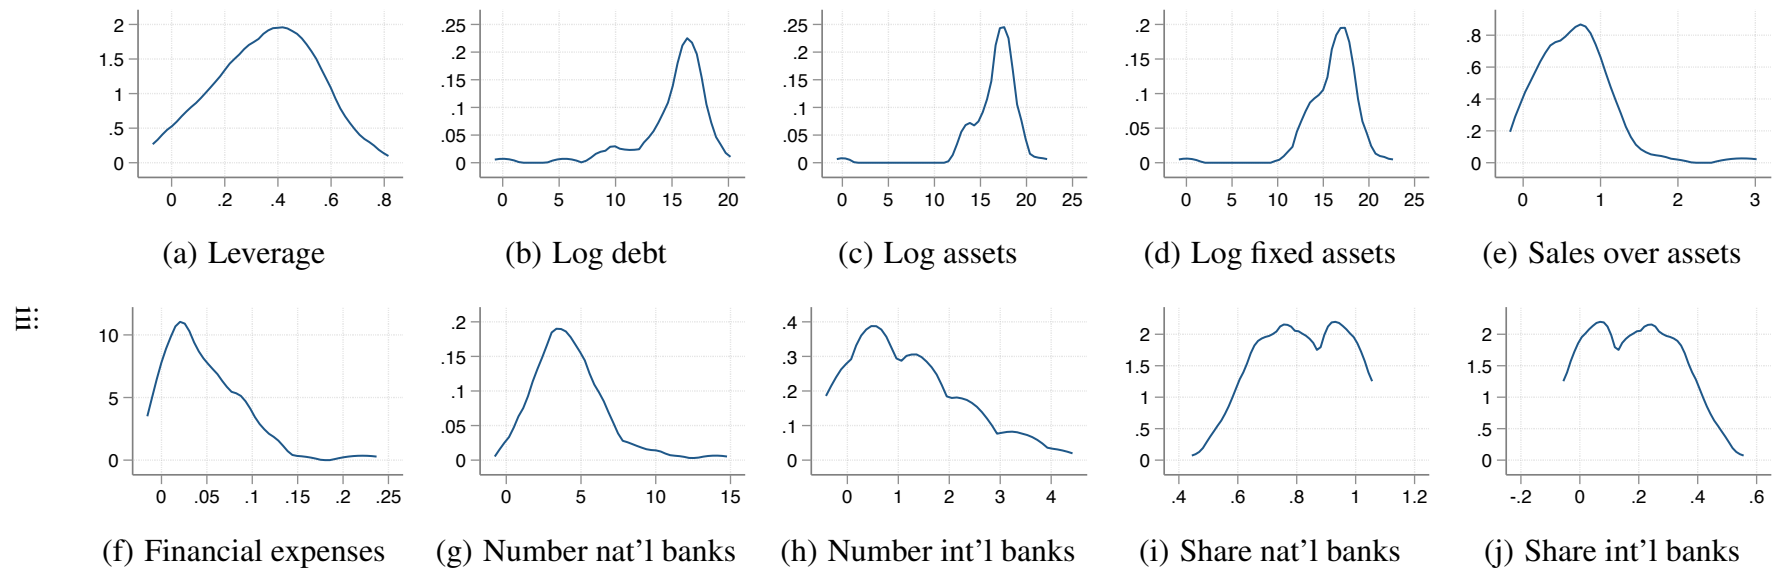 2
1.5
1
.5
0
0 .2 .4 .6 .8
(a) Leverage
.25
.2
.15
.1
.05
0
0 5 10 15 20
(b) Log debt
.25
.2
.15
.1
.05
0
0 5 10 15 20 25
(c) Log assets
.2
.15
.1
.05
0
0 5 10 15 20 25
(d) Log fixed assets
.8
.6
.4
.2
0
0 1 2 3
(e) Sales over assets
iii
10
5
0
0 .05 .1 .15 .2 .25
(f) Financial expenses
.2
.15
.1
.05
0
0 5 10 15
(g) Number nat'l banks
.4
.3
.2
.1
0
0 1 2 3 4
(h) Number int'l banks
2
1.5
1
.5
0
.4 .6 .8 1 1.2
(i) Share nat'l banks
2
1.5
1
.5
0
-.2 0 .2 .4 .6
(j) Share int'l banks